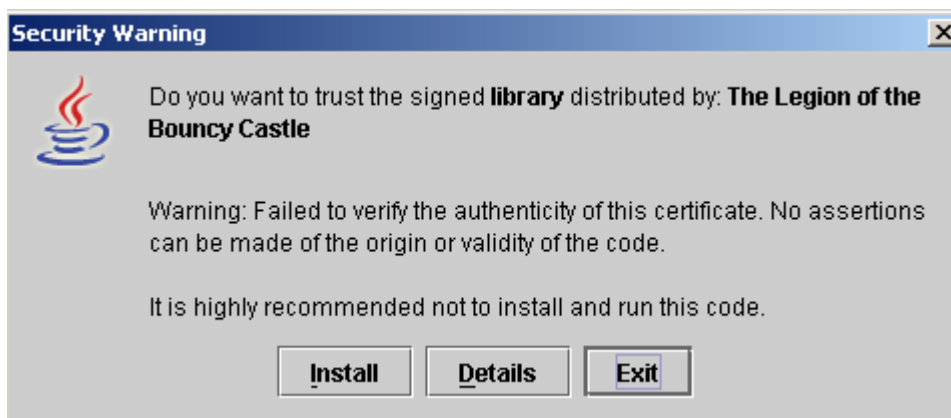 Security Warning
Do you want to trust the signed library distributed by: The Legion of the
Bouncy Castle
Warning: Failed to verify the authenticity of this certificate. No assertions
can be made of the origin or validity of the code.
It is highly recommended not to install and run this code.
Install Details Exit